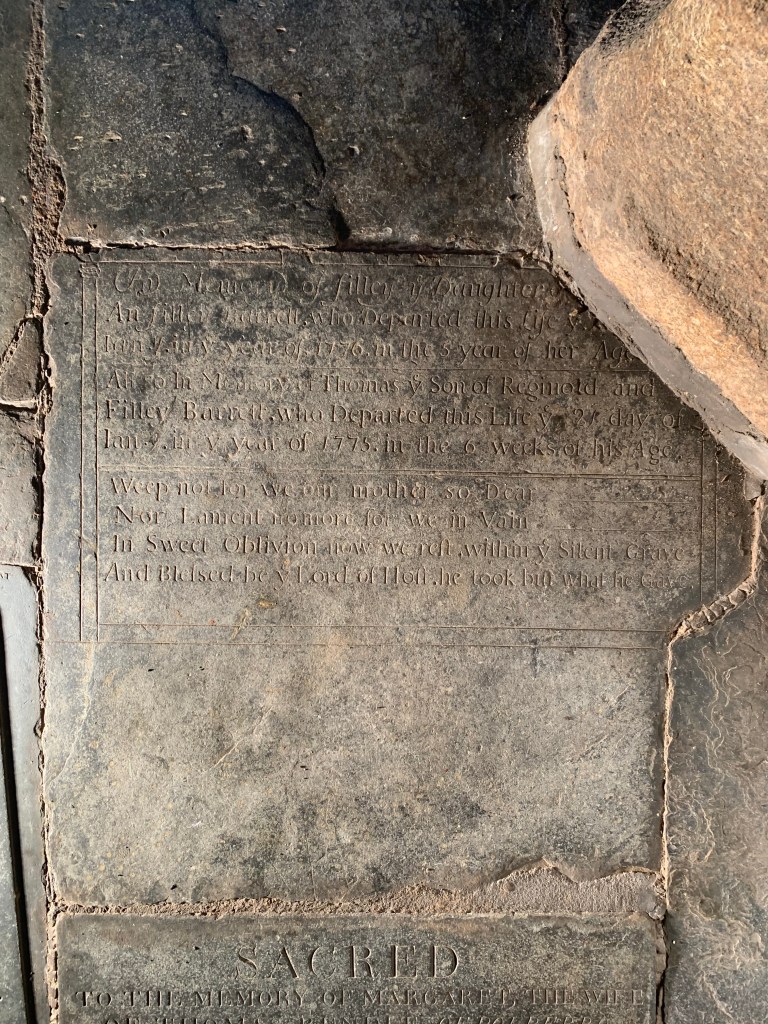 In Memory of filley ẏ Daughter
An filley Barrett, who Departed this Life ẏ
Ian ẏ, in ẏ year of 1776, in the 5 year of her Age
Also In Memory of Thomas, ẏ Son of Reginold and
Filley Barrett, who Departed this Life ẏ 27 day of
Ian ẏ, in ẏ year of 1775, in the 6 weeks of his Age,
Weep not for we our mother so Dear
Nor Lament no more for we in Vain
In Sweet Oblivion now we rest, within ẏ Silent Grave
And Blessed be ẏ Lord, of Host, he took but what he Gave
SACRED
TO THE MEMORY OF MARGARET, THE WIFE
OF THOMAS